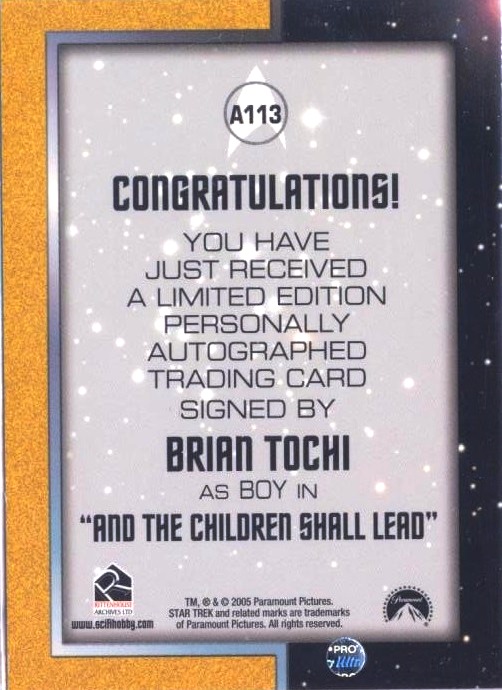 A113
CONGRATULATIONS!
YOU HAVE
JUST RECEIVED
A LIMITED EDITION
PERSONALLY
AUTOGRAPHED
TRADING CARD
SIGNED BY
BRIAN TOCHI
AS BOY IN
"AND THE CHILDREN SHALL LEAD"
RITTENHOUSE
ARCHIVES LTD
www.scifihobby.com
TM, ® & © 2005 Paramount Pictures.
STAR TREK and related marks are trademarks
of Paramount Pictures. All rights reserved.
Paramount
•PRO•
Ultra